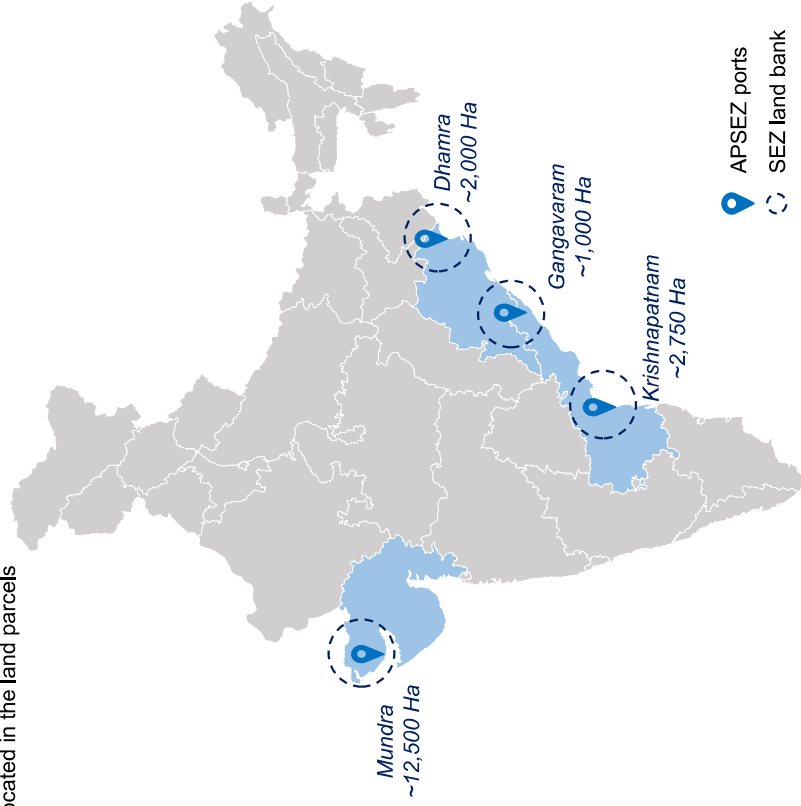 located in the land parcels
Dhamra
~2,000 Ha
Gangavaram
~1,000 Ha
Krishnapatnam
~2,750 Ha
Mundra
~12,500 Ha
APSEZ ports
SEZ land bank